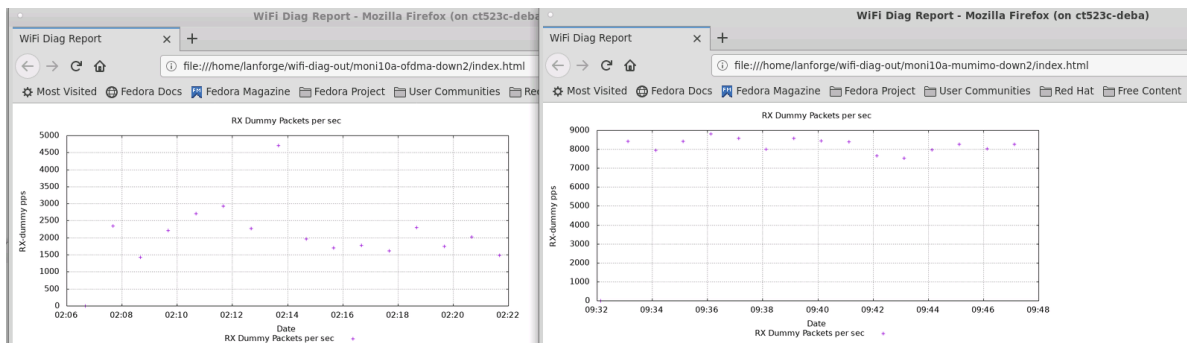 WiFi Diag Report - Mozilla Firefox (on ct523c-deba
WiFi Diag Report × +
file:///home/lanforge/wifi-diag-out/moni10a-ofdma-down2/index.html
Most Visited Fedora Docs Fedora Magazine Fedora Project User Communities Re
RX Dummy Packets per sec
5000
4500
4000
3500
3000
2500
2000
1500
1000
500
0
RX-dummy pps
02:06 02:08 02:10 02:12 02:14 02:16 02:18 02:20 02:22
Date
RX Dummy Packets per sec
WiFi Diag Report - Mozilla Firefox (on ct523c-deba)
WiFi Diag Report × +
file:///home/lanforge/wifi-diag-out/moni10a-mumimo-down2/index.html
Most Visited Fedora Docs Fedora Magazine Fedora Project User Communities Red Hat Free Content
RX Dummy Packets per sec
9000
8000
7000
6000
5000
4000
3000
2000
1000
0
RX-dummy pps
09:32 09:34 09:36 09:38 09:40 09:42 09:44 09:46 09:48
Date
RX Dummy Packets per sec